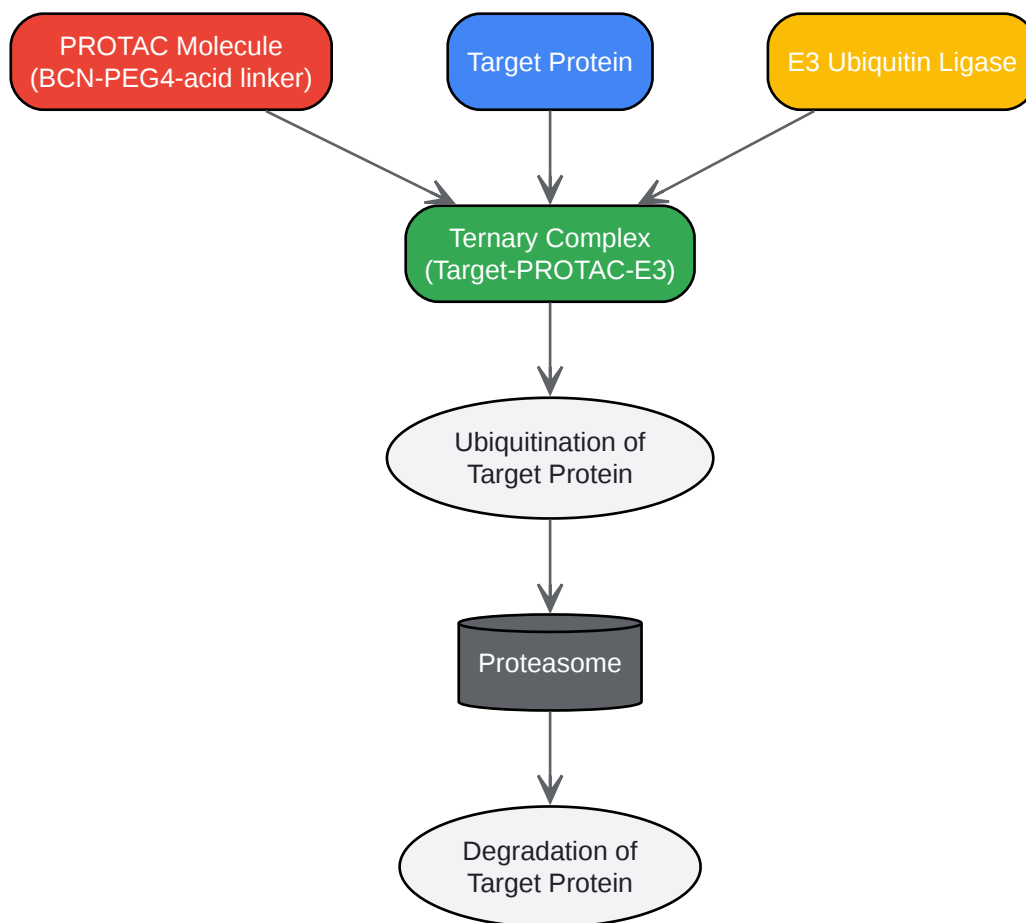 PROTAC Molecule
(BCN-PEG4-acid linker)
Target Protein
E3 Ubiquitin Ligase
Ternary Complex
(Target-PROTAC-E3)
Ubiquitination of
Target Protein
Proteasome
Degradation of
Target Protein